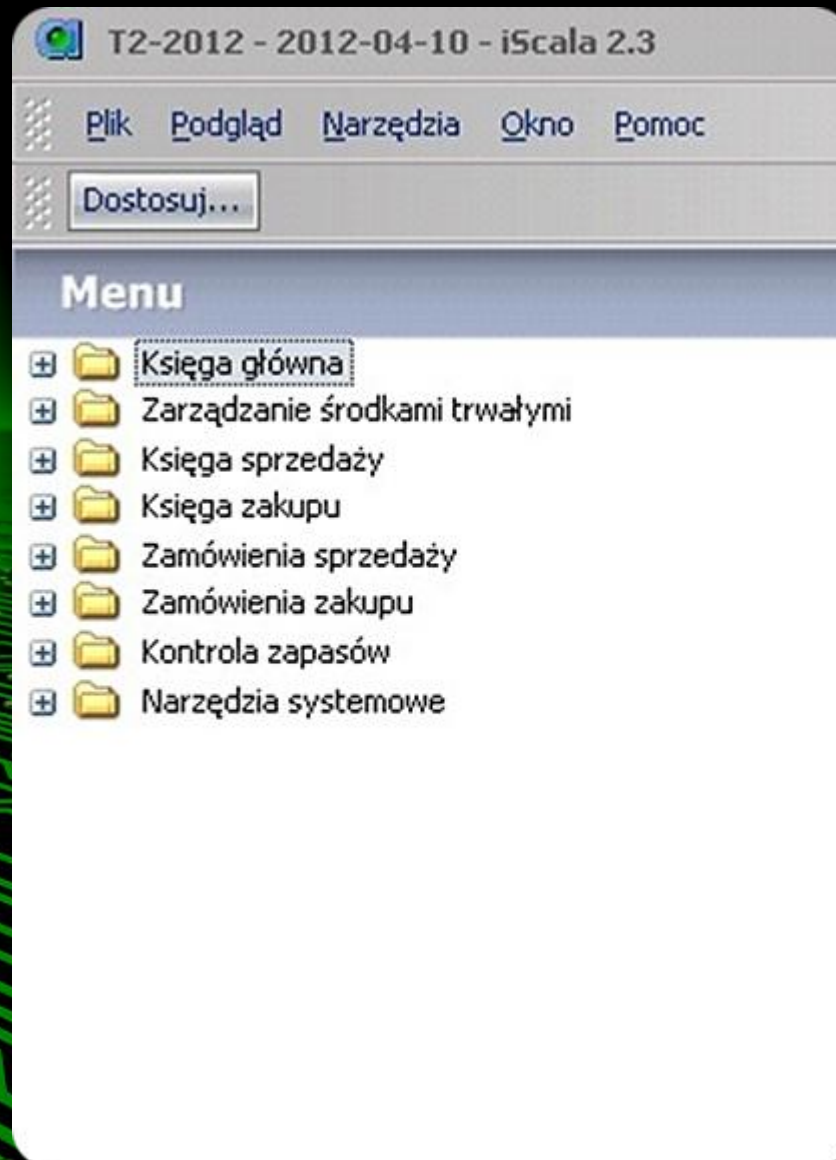 T2-2012 - 2012-04-10 - iScala 2.3
Plik Podgląd Narzędzia Okno Pomoc
Dostosuj...
Menu
Księga główna
Zarządzanie środkami trwałymi
Księga sprzedaży
Księga zakupu
Zamówienia sprzedaży
Zamówienia zakupu
Kontrola zapasów
Narzędzia systemowe